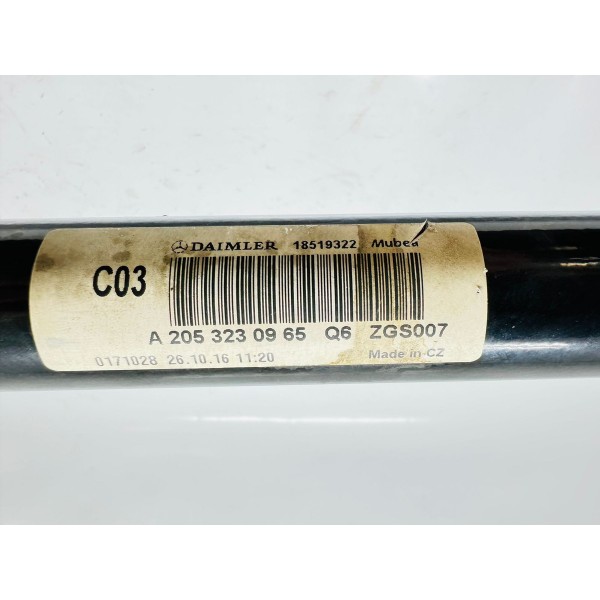 DAIMLER 18519322 Mubea
C03
A 205 323 09 65 Q6 ZGS007
0171028 26.10.16 11:20 Made in CZ